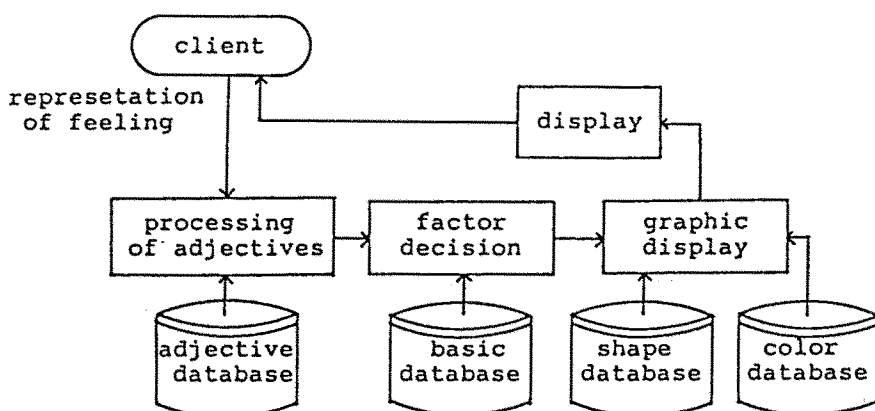 client
represetation
of feeling
display
processing
of adjectives
factor
decision
graphic
display
adjective
database
basic
database
shape
database
color
database